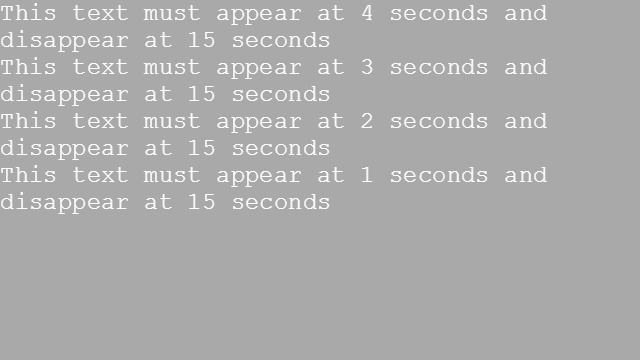 This text must appear at 4 seconds and
disappear at 15 seconds
This text must appear at 3 seconds and
disappear at 15 seconds
This text must appear at 2 seconds and
disappear at 15 seconds
This text must appear at 1 seconds and
disappear at 15 seconds